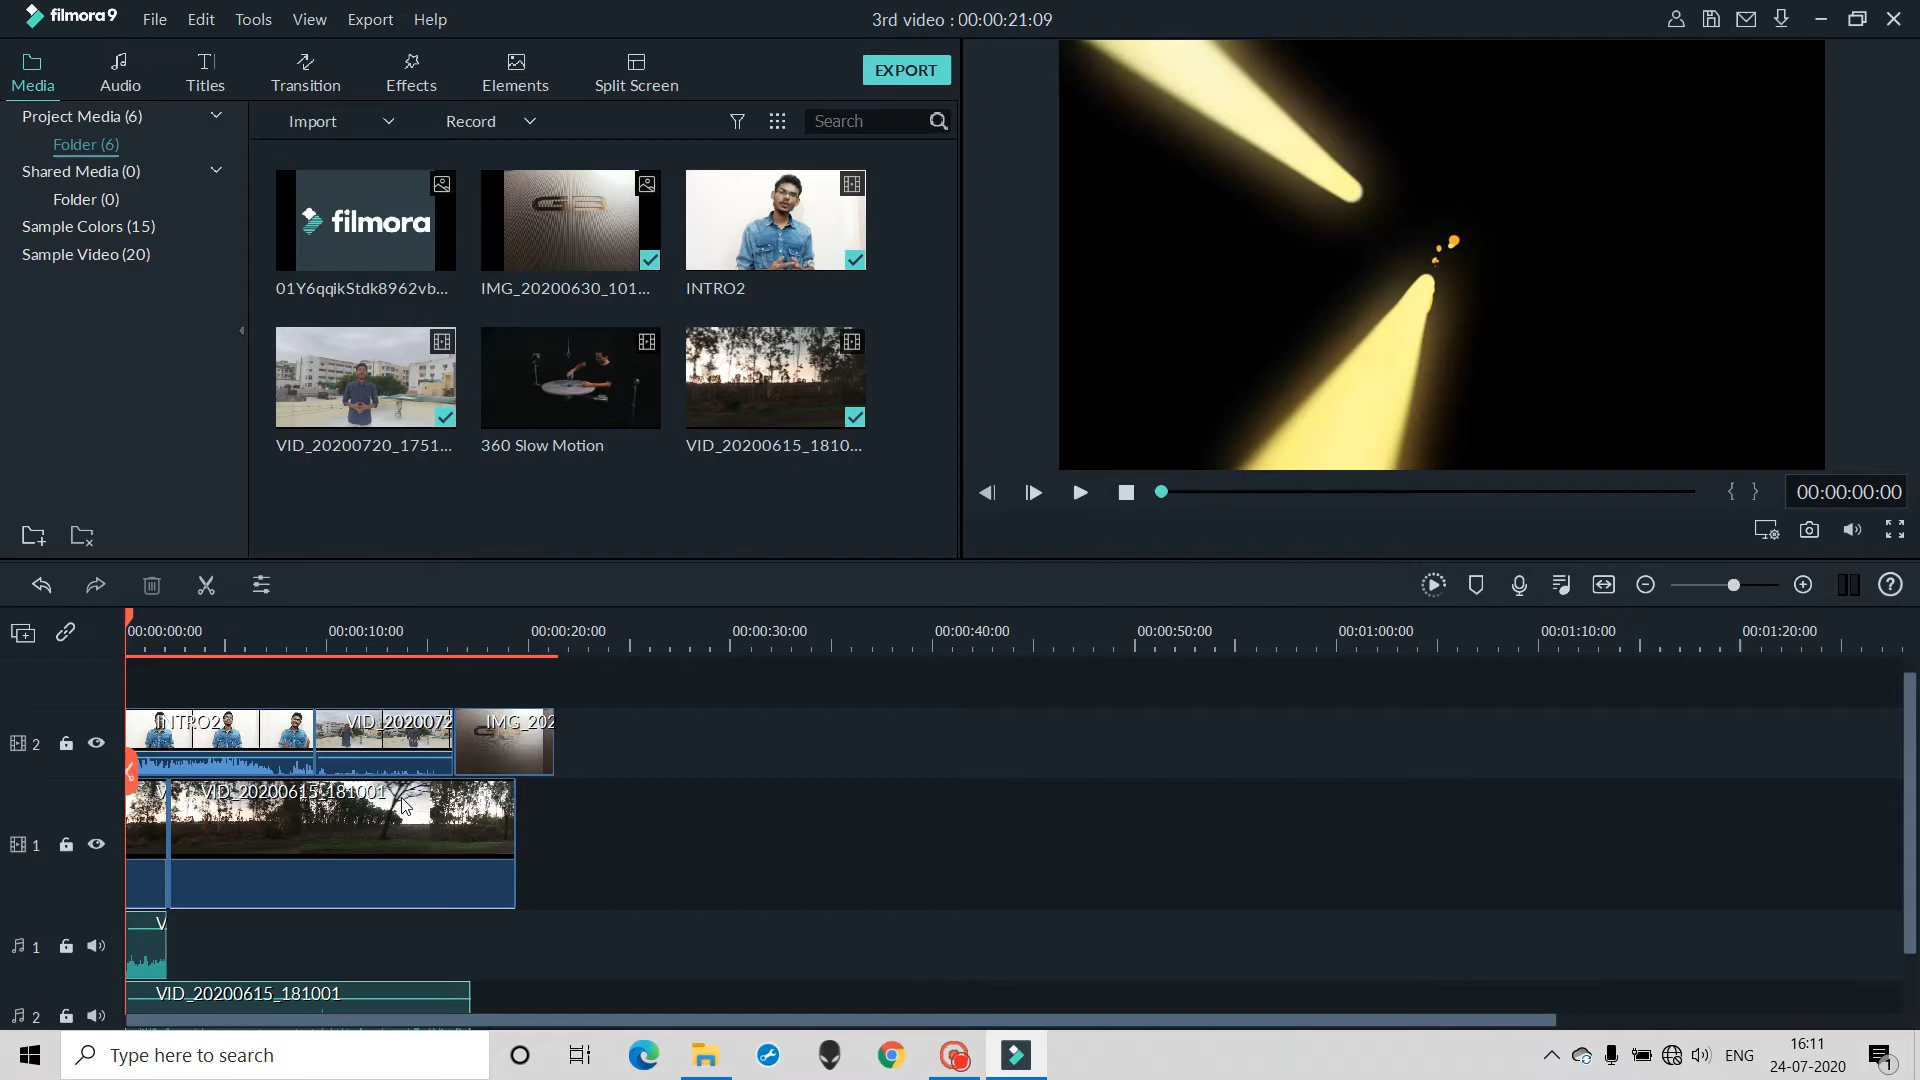 filmora9 File Edit Tools View Export Help 3rd video : 00:00:21:09
Media Audio Titles Transition Effects Elements Split Screen EXPORT
Project Media (6)
Folder (6)
Shared Media (0)
Folder (0)
Sample Colors (15)
Sample Video (20)
Import Record Search
filmora
01Y6qqikStdk8962vb... IMG_20200630_101... INTRO2
VID_20200720_1751... 360 Slow Motion VID_20200615_1810...
{ } 00:00:00:00
00:00:00:00 00:00:10:00 00:00:20:00 00:00:30:00 00:00:40:00 00:00:50:00 00:01:00:00 00:01:10:00 00:01:20:00
2 INTRO2 VID_2020072 IMG_202
1 V VID_20200615_181001
1 V
2 VID_20200615_181001
Type here to search ENG 16:11
24-07-2020 1